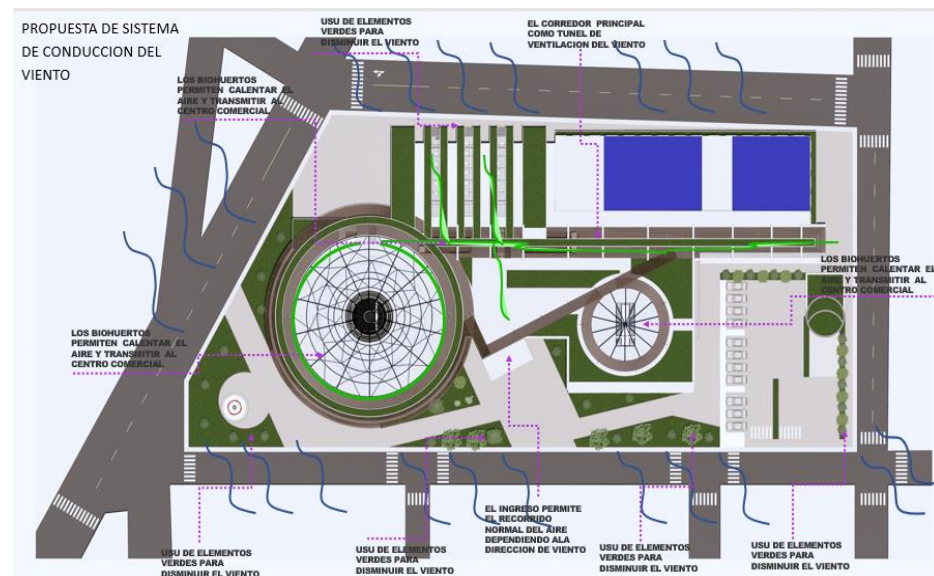 PROPUESTA DE SISTEMA
DE CONDUCCION DEL
VIENTO
USU DE ELEMENTOS
VERDES PARA
DISMINUIR EL VIENTO
EL CORREDOR PRINCIPAL
COMO TUNEL DE
VENTILACION DEL VIENTO
LOS BIOHUERTOS
PERMITEN CALENTAR EL
AIRE Y TRANSMITIR AL
CENTRO COMERCIAL
LOS BIOHUERTOS
PERMITEN CALENTAR EL
AIRE Y TRANSMITIR AL
CENTRO COMERCIAL
LOS BIOHUERTOS
PERMITEN CALENTAR EL
AIRE Y TRANSMITIR AL
CENTRO COMERCIAL
USU DE ELEMENTOS
VERDES PARA
DISMINUIR EL VIENTO
USU DE ELEMENTOS
VERDES PARA
DISMINUIR EL VIENTO
EL INGRESO PERMITE
EL RECORRIDO
NORMAL DEL AIRE
DEPENDIENDO ALA
DIRECCION DE VIENTO
USU DE ELEMENTOS
VERDES PARA
DISMINUIR EL VIENTO
USU DE ELEMENTOS
VERDES PARA
DISMINUIR EL VIENTO